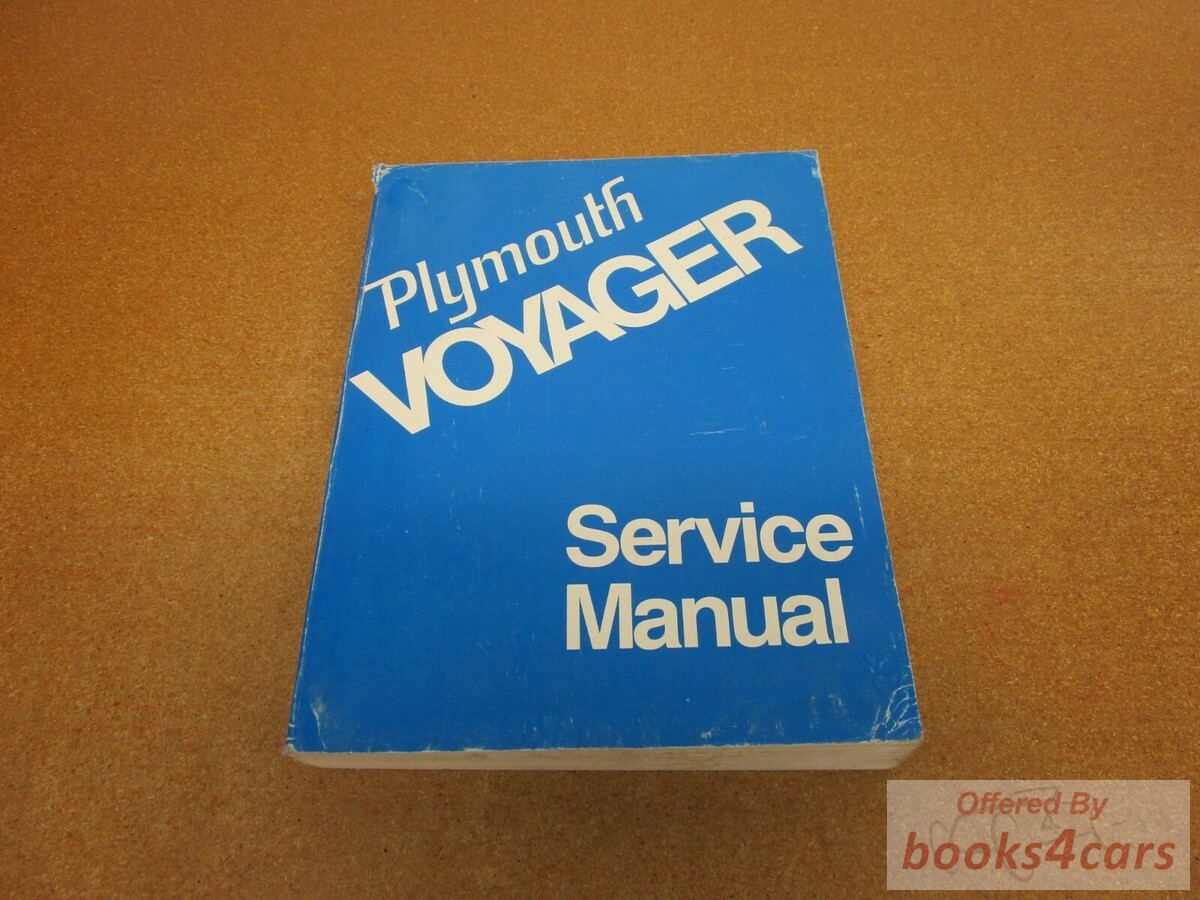 Plymouth
VOYAGER
Service
Manual
Offered By
books4cars